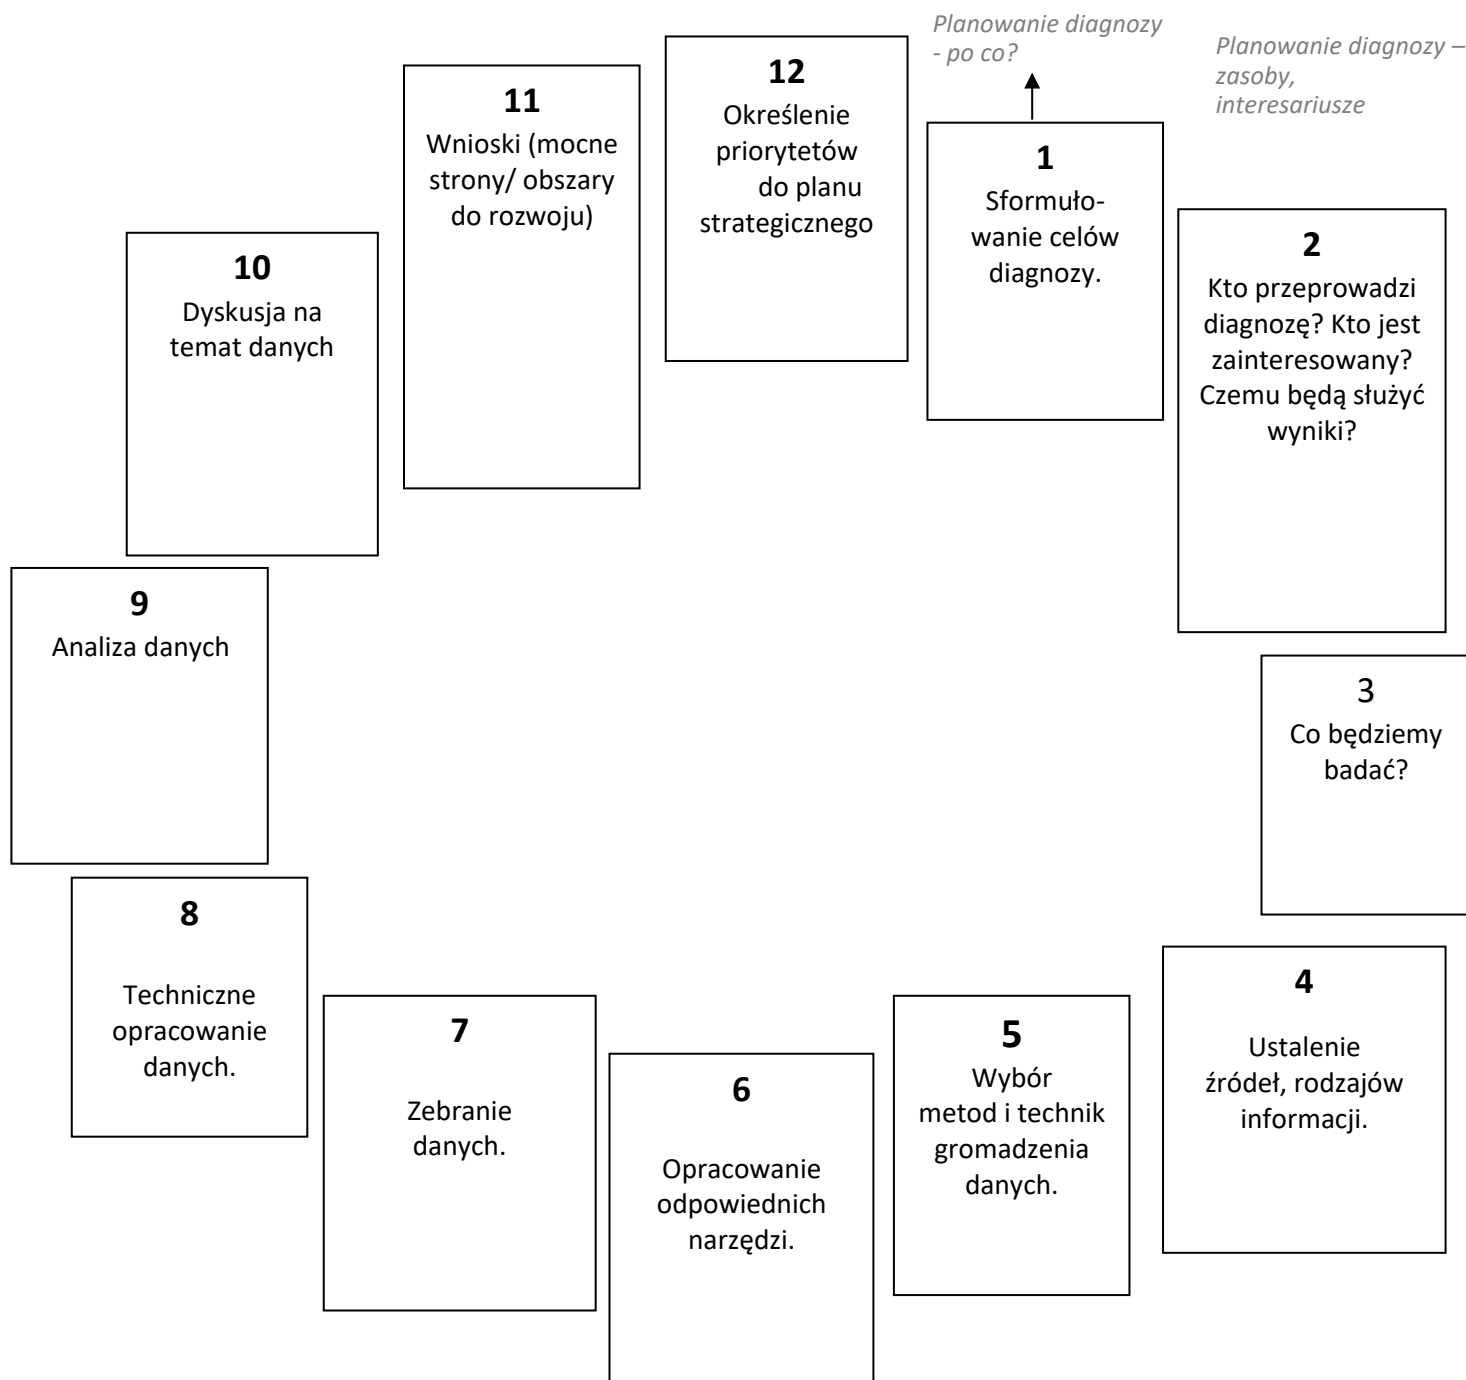 Planowanie diagnozy
- po co?
Planowanie diagnozy –
zasoby,
interesariusze
1
Sformuło-
wanie celów
diagnozy.
2
Kto przeprowadzi
diagnozę? Kto jest
zainteresowany?
Czemu będą służyć
wyniki?
3
Co będziemy
badać?
4
Ustalenie
źródeł, rodzajów
informacji.
5
Wybór
metod i technik
gromadzenia
danych.
6
Opracowanie
odpowiednich
narzędzi.
7
Zebranie
danych.
8
Techniczne
opracowanie
danych.
9
Analiza danych
10
Dyskusja na
temat danych
11
Wnioski (mocne
strony/ obszary
do rozwoju)
12
Określenie
priorytetów
do planu
strategicznego